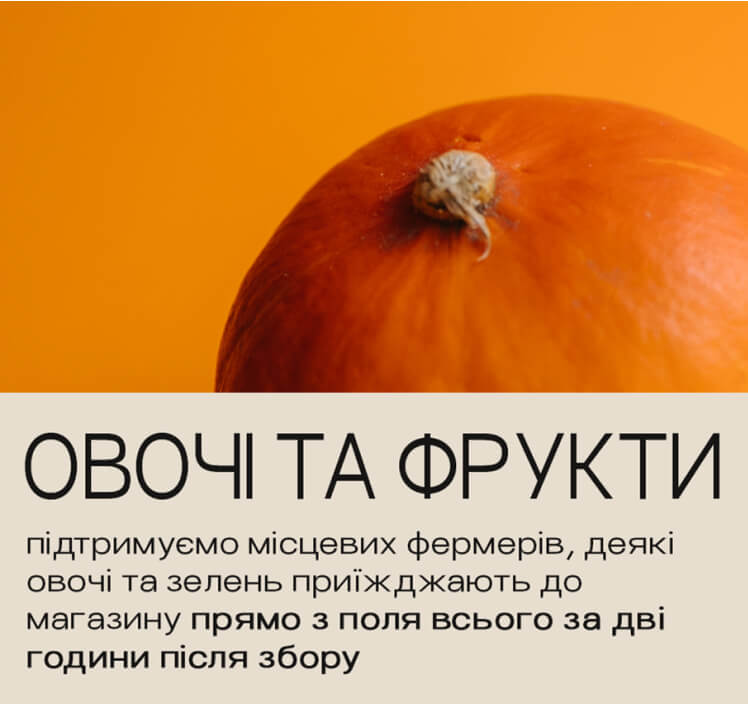 ОВОЧІ ТА ФРУКТИ
підтримуємо місцевих фермерів, деякі
овочі та зелень приїжджають до
магазину прямо з поля всього за дві
години після збору